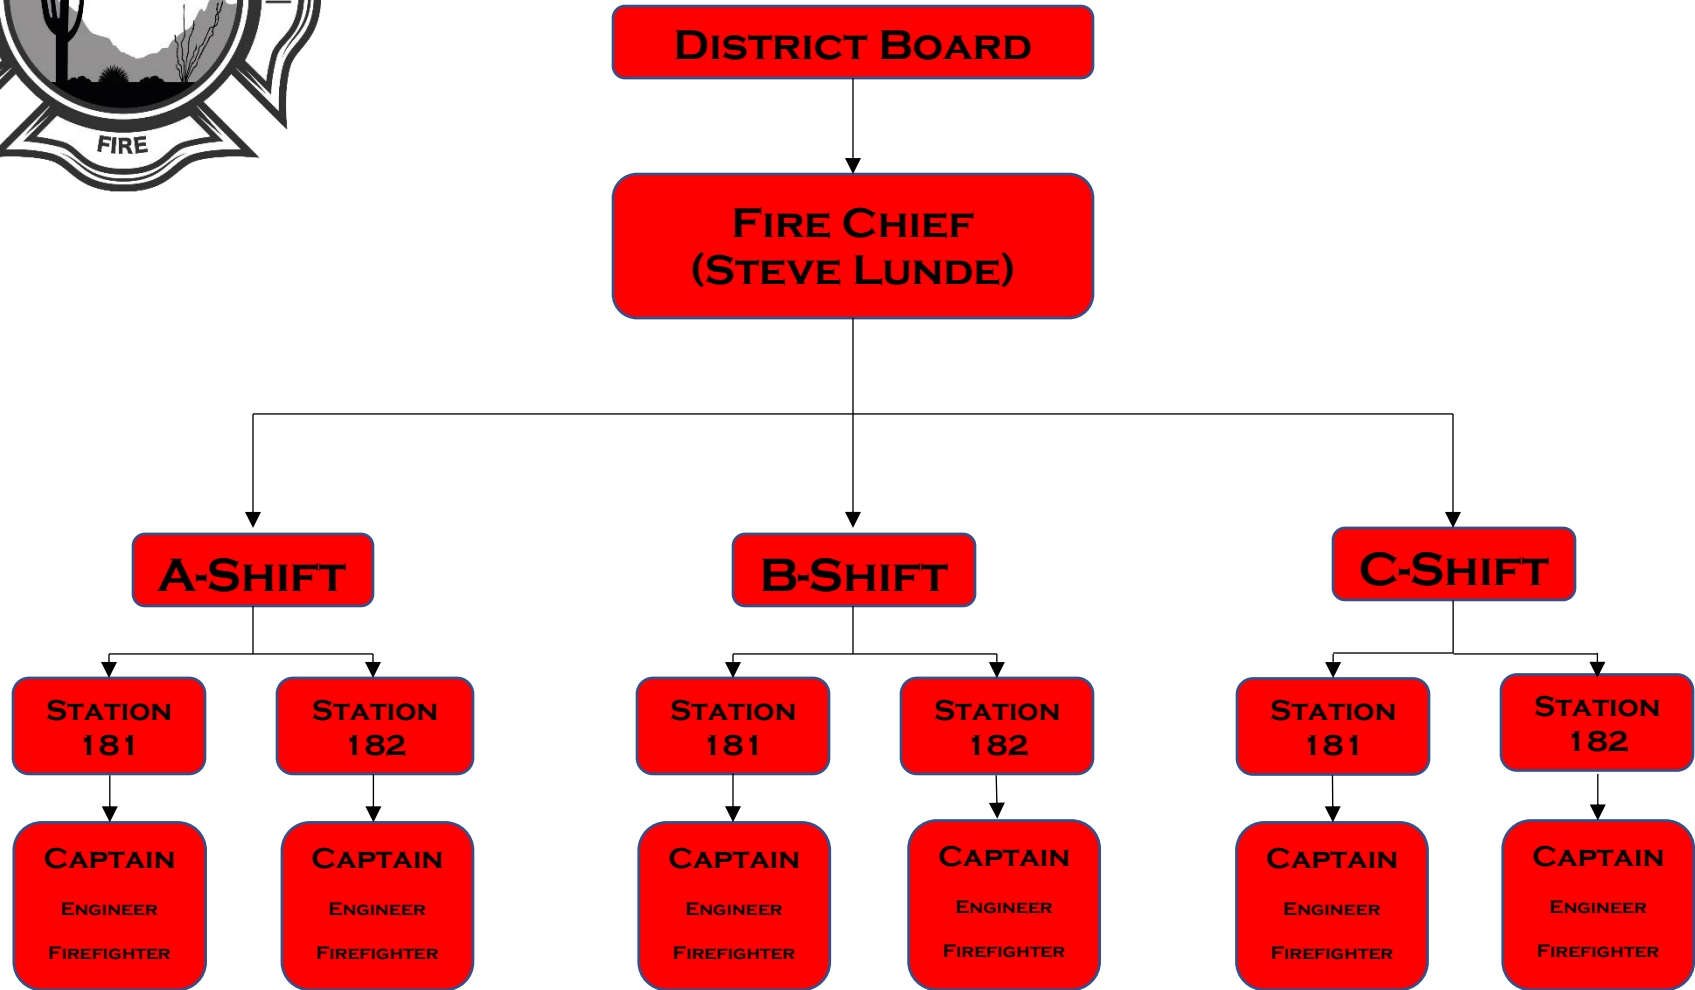 FIRE
DISTRICT BOARD
FIRE CHIEF
(STEVE LUNDE)
A-SHIFT
B-SHIFT
C-SHIFT
STATION
181
STATION
182
STATION
181
STATION
182
STATION
181
STATION
182
CAPTAIN
ENGINEER
FIREFIGHTER
CAPTAIN
ENGINEER
FIREFIGHTER
CAPTAIN
ENGINEER
FIREFIGHTER
CAPTAIN
ENGINEER
FIREFIGHTER
CAPTAIN
ENGINEER
FIREFIGHTER
CAPTAIN
ENGINEER
FIREFIGHTER